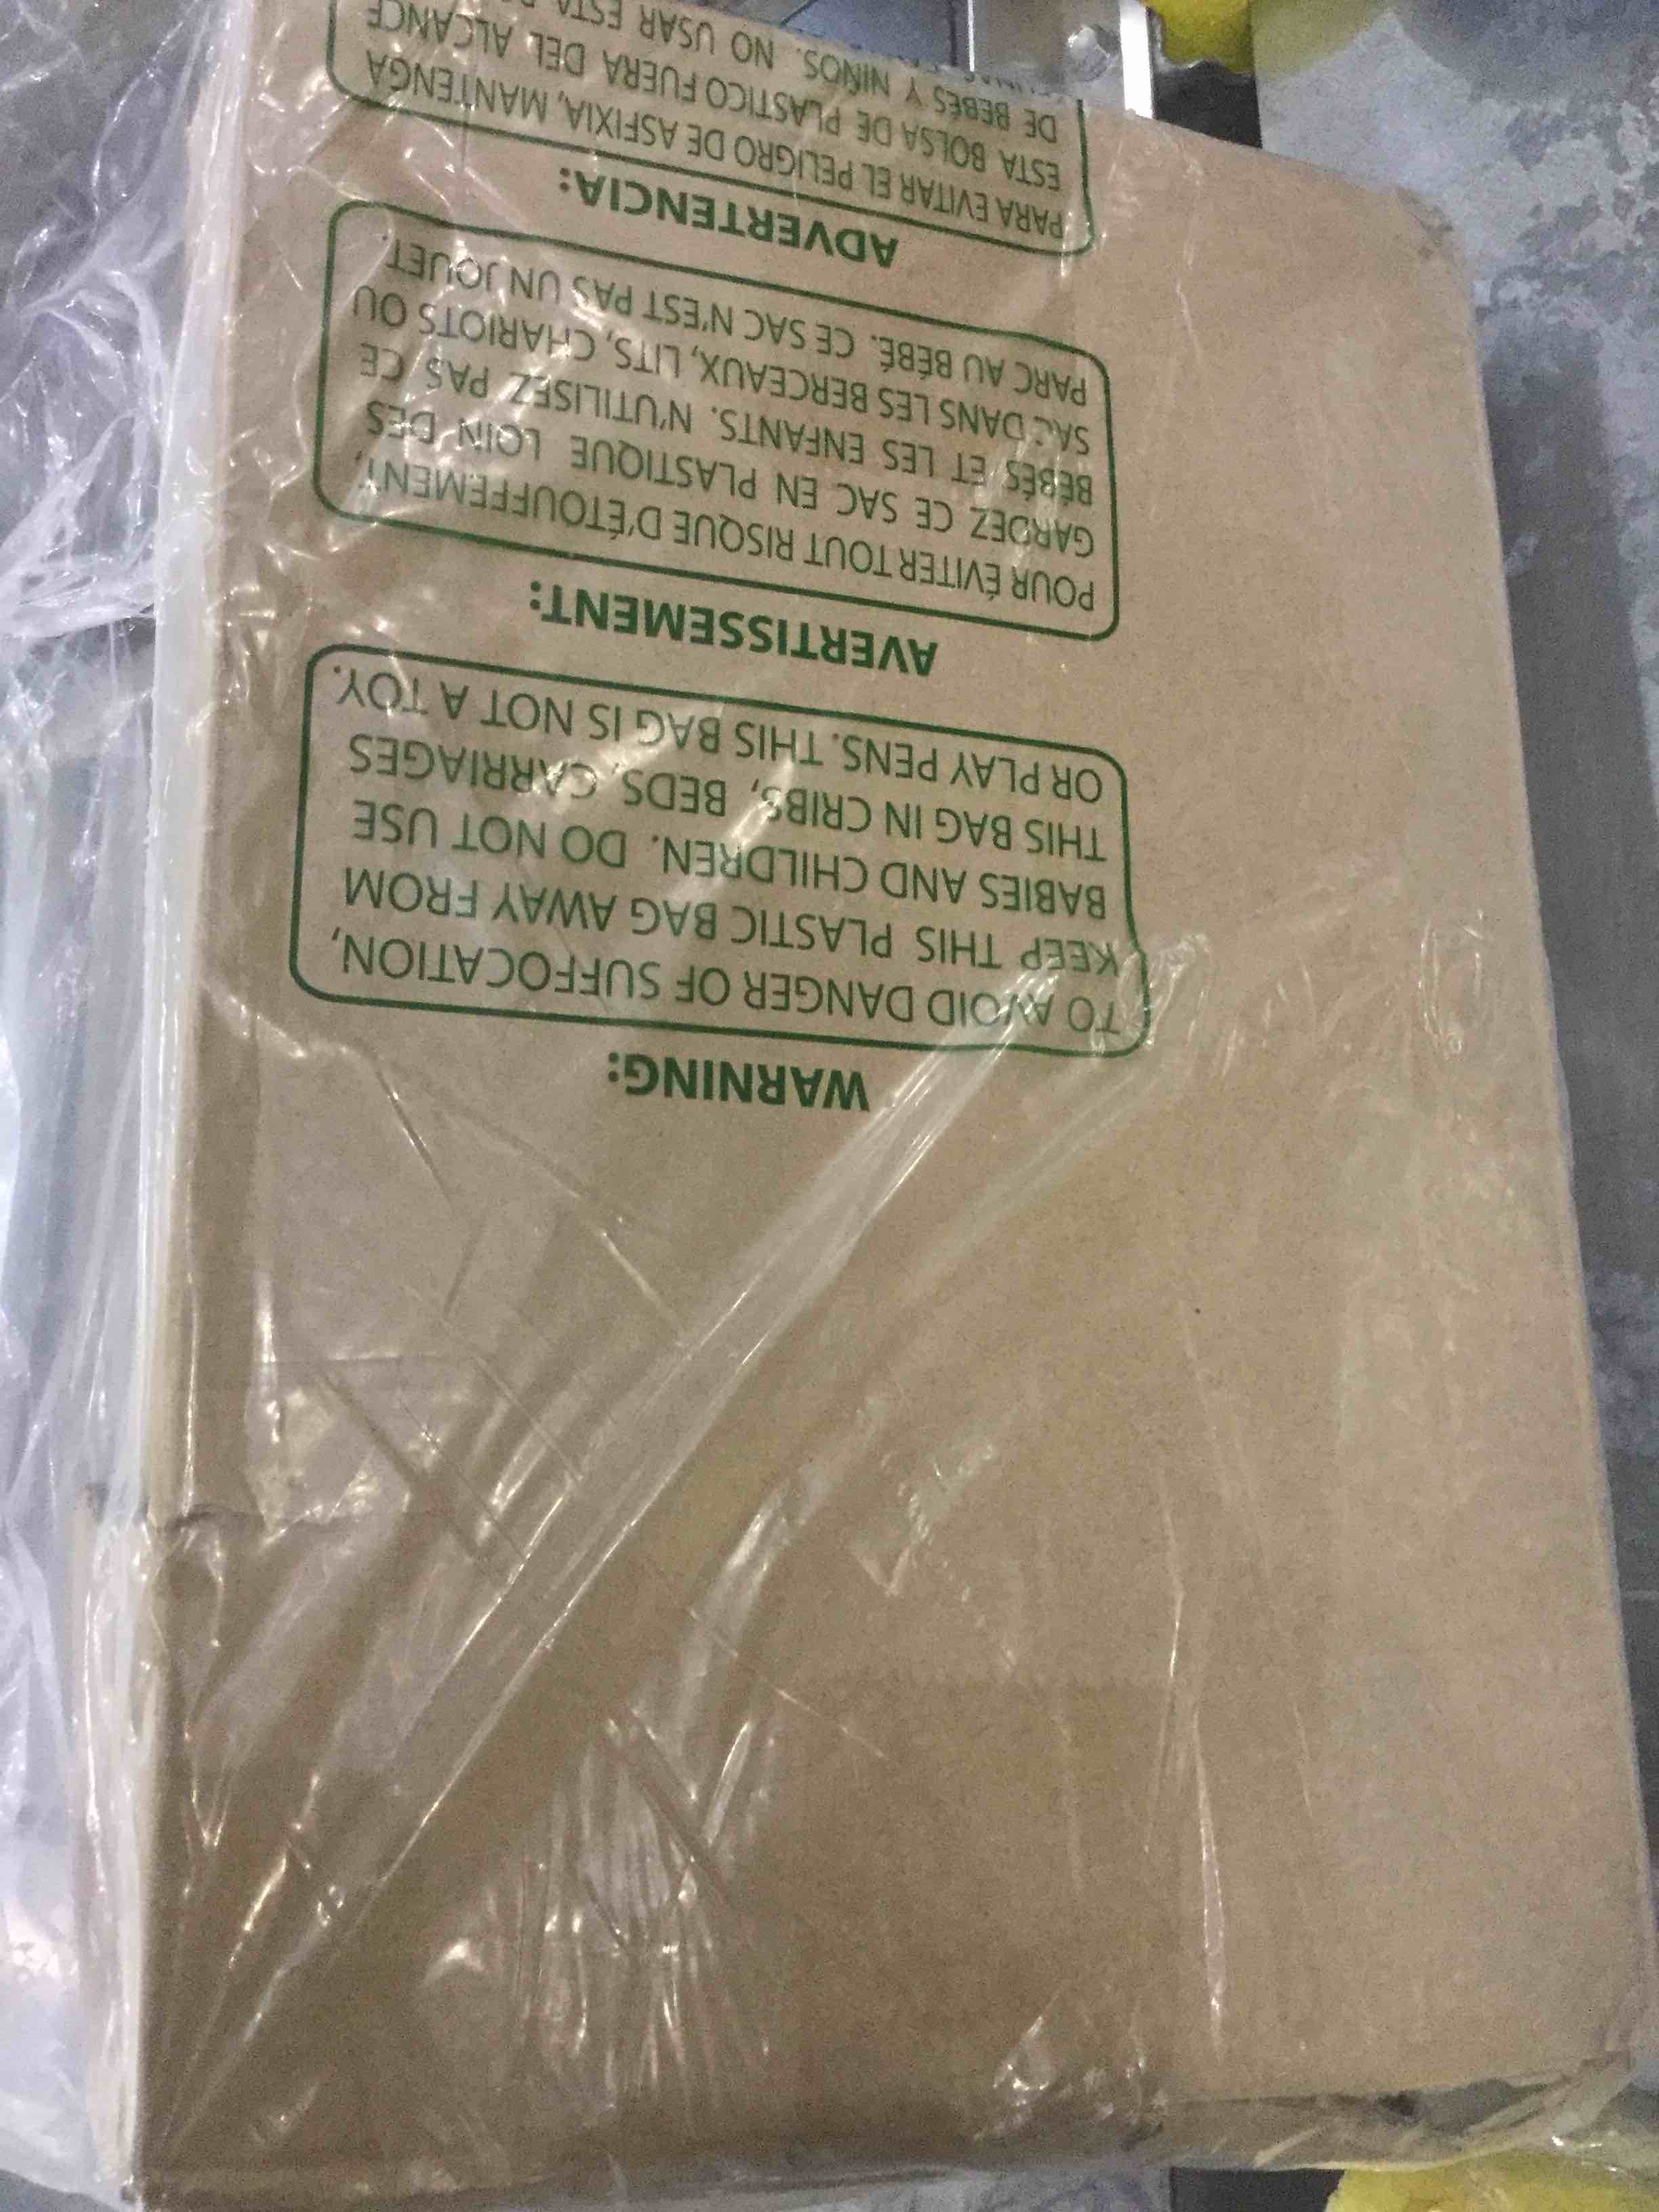 WARNING:
TO AVOID DANGER OF SUFFOCATION,
KEEP THIS PLASTIC BAG AWAY FROM
BABIES AND CHILDREN. DO NOT USE
THIS BAG IN CRIBS, BEDS, CARRIAGES
OR PLAY PENS. THIS BAG IS NOT A TOY.
AVERTISSEMENT:
POUR ÉVITER TOUT RISQUE D'ÉTOUFFEMENT,
GARDEZ CE SAC EN PLASTIQUE LOIN DES
BÉBÉS ET LES ENFANTS. N'UTILISEZ PAS CE
SAC DANS LES BERCEAUX, LITS, CHARIOTS OU
PARC AU BÉBÉ. CE SAC N'EST PAS UN JOUET.
ADVERTENCIA:
PARA EVITAR EL PELIGRO DE ASFIXIA, MANTENGA
ESTA BOLSA DE PLASTICO FUERA DEL ALCANCE
DE BEBÉS Y NINOS. NO USAR ESTA